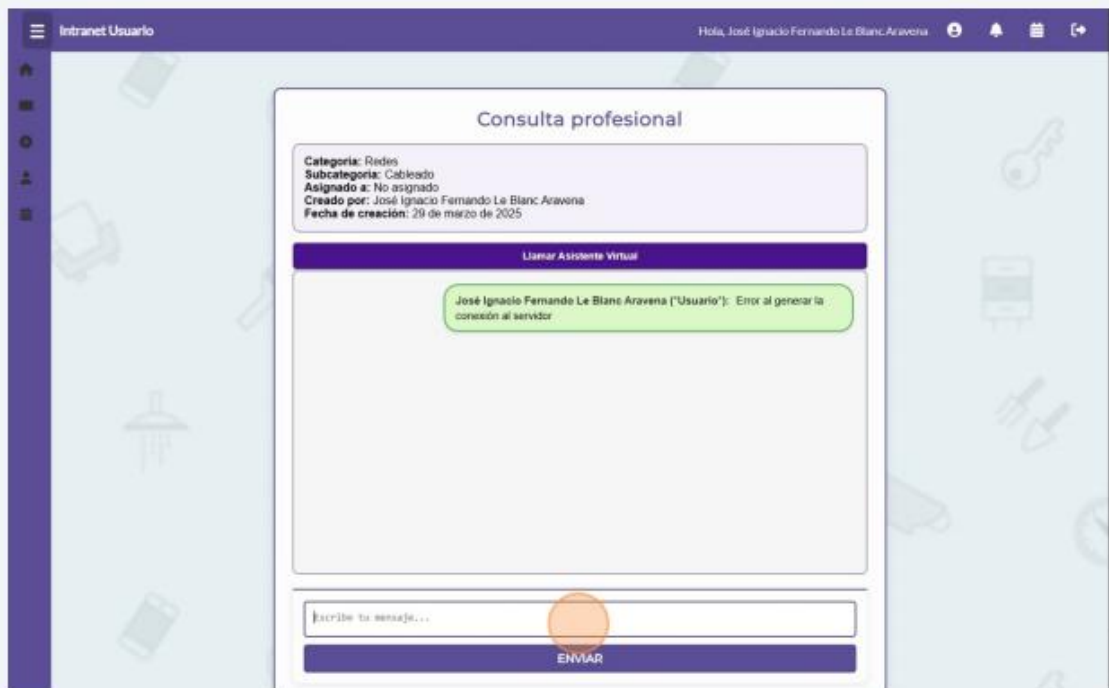 Intranet Usuario
Hola, José Ignacio Fernando Le Blanc Aravena
Consulta profesional
Categoría: Redes
Subcategoría: Cableado
Asignado a: No asignado
Creado por: José Ignacio Fernando Le Blanc Aravena
Fecha de creación: 29 de marzo de 2025
Llamar Asistente Virtual
José Ignacio Fernando Le Blanc Aravena ("Usuario"): Error al generar la
conexión al servidor
Escribe tu mensaje...
ENVIAR